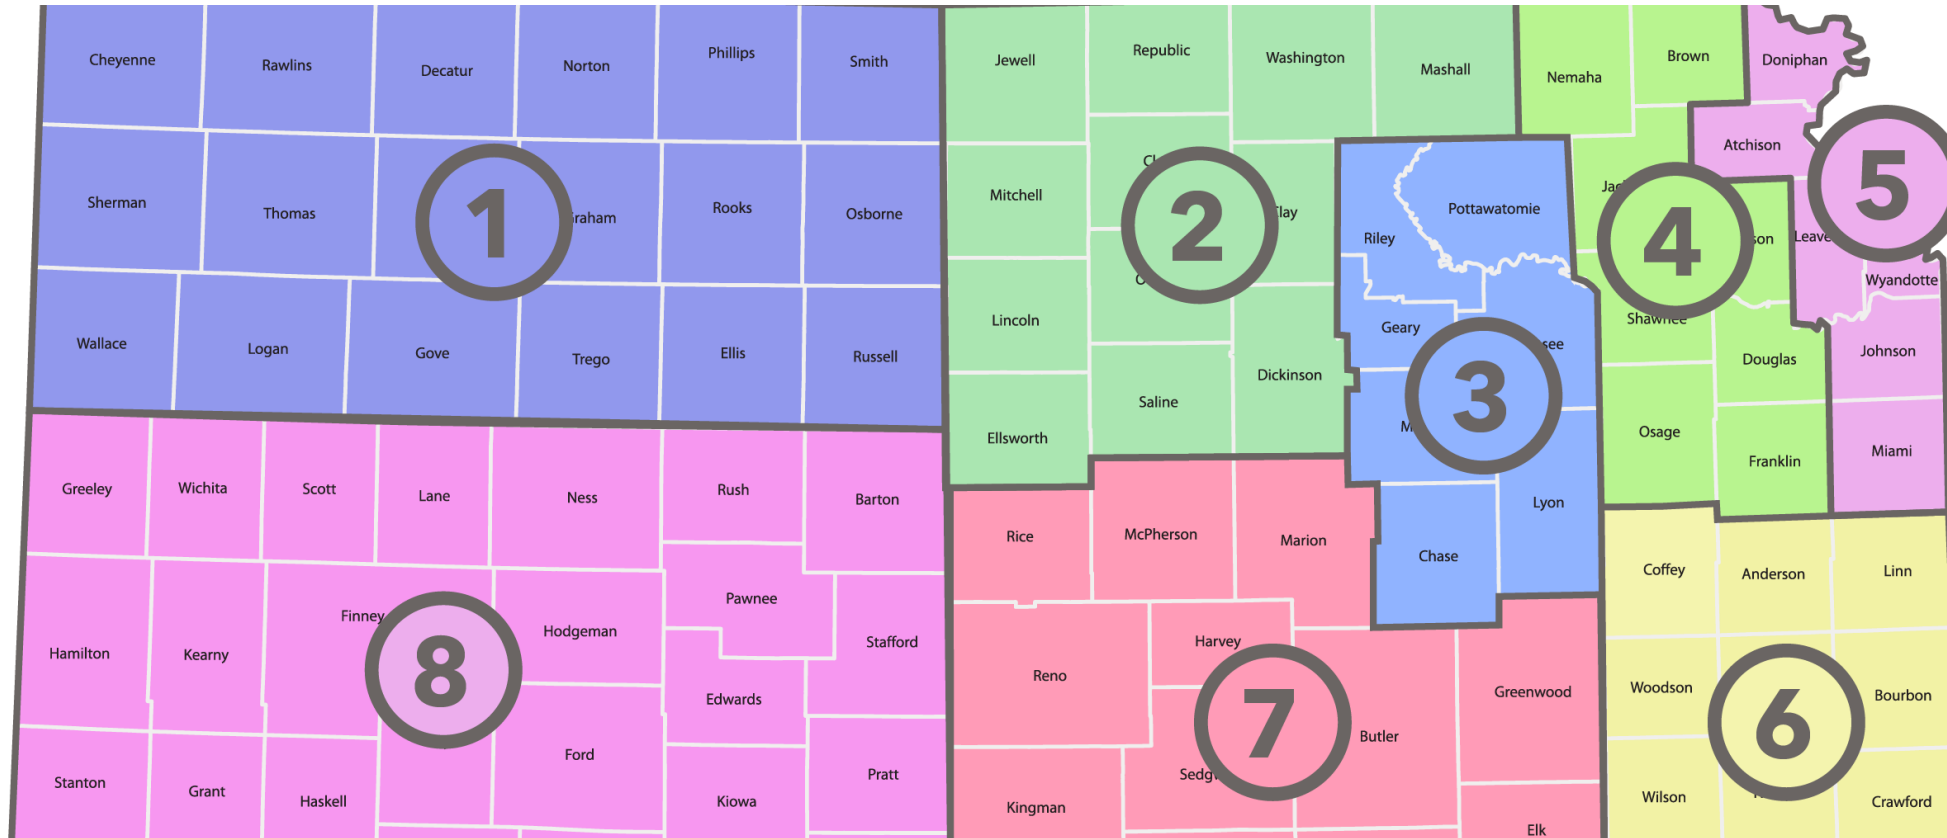 Cheyenne
Rawlins
Decatur
Norton
Phillips
Smith
Sherman
Thomas
raham
Rooks
Osborne
1
Wallace
Logan
Gove
Trego
Ellis
Russell
Jewell
Republic
Washington
Mashall
Mitchell
Cl
lay
2
Lincoln
Dickinson
Saline
Ellsworth
Riley
Pottawatomie
Geary
see
3
M
Chase
Lyon
Nemaha
Brown
Jac
son
4
Shawnee
Douglas
Osage
Franklin
Doniphan
Atchison
5
Leave
Wyandotte
Johnson
Miami
Greeley
Wichita
Scott
Lane
Ness
Rush
Barton
Hamilton
Kearny
Finney
Hodgeman
Pawnee
Stafford
8
Edwards
Stanton
Grant
Haskell
Ford
Kiowa
Pratt
Rice
McPherson
Marion
Reno
Harvey
7
Butler
Greenwood
Sedgw
Kingman
Elk
Coffey
Anderson
Linn
Woodson
6
Bourbon
Wilson
Crawford